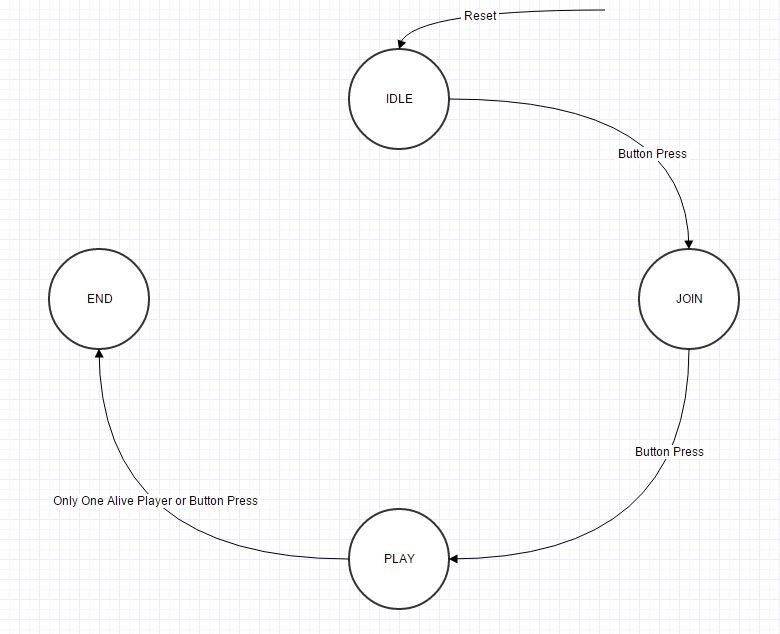 Reset
IDLE
Button Press
END
JOIN
Button Press
Only One Alive Player or Button Press
PLAY